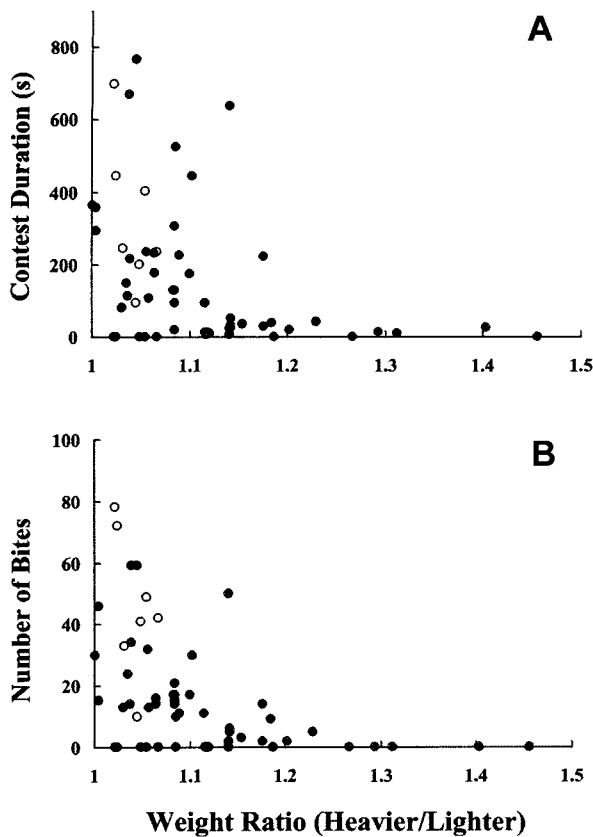 A
Contest Duration (s)
800
600
400
200
0
1 1.1 1.2 1.3 1.4 1.5
B
Number of Bites
100
80
60
40
20
0
1 1.1 1.2 1.3 1.4 1.5
Weight Ratio (Heavier/Lighter)